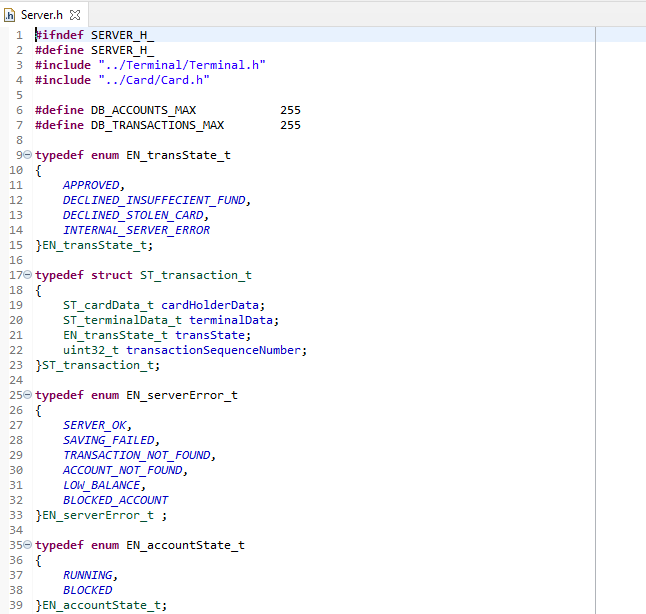 Server.h
1 #ifndef SERVER_H_
2 #define SERVER_H_
3 #include "../Terminal/Terminal.h"
4 #include "../Card/Card.h"
5
6 #define DB_ACCOUNTS_MAX 255
7 #define DB_TRANSACTIONS_MAX 255
8
9 typedef enum EN_transState_t
10 {
11 APPROVED,
12 DECLINED_INSUFFECIENT_FUND,
13 DECLINED_STOLEN_CARD,
14 INTERNAL_SERVER_ERROR
15 }EN_transState_t;
16
17 typedef struct ST_transaction_t
18 {
19 ST_cardData_t cardHolderData;
20 ST_terminalData_t terminalData;
21 EN_transState_t transState;
22 uint32_t transactionSequenceNumber;
23 }ST_transaction_t;
24
25 typedef enum EN_serverError_t
26 {
27 SERVER_OK,
28 SAVING_FAILED,
29 TRANSACTION_NOT_FOUND,
30 ACCOUNT_NOT_FOUND,
31 LOW_BALANCE,
32 BLOCKED_ACCOUNT
33 }EN_serverError_t ;
34
35 typedef enum EN_accountState_t
36 {
37 RUNNING,
38 BLOCKED
39 }EN_accountState_t;